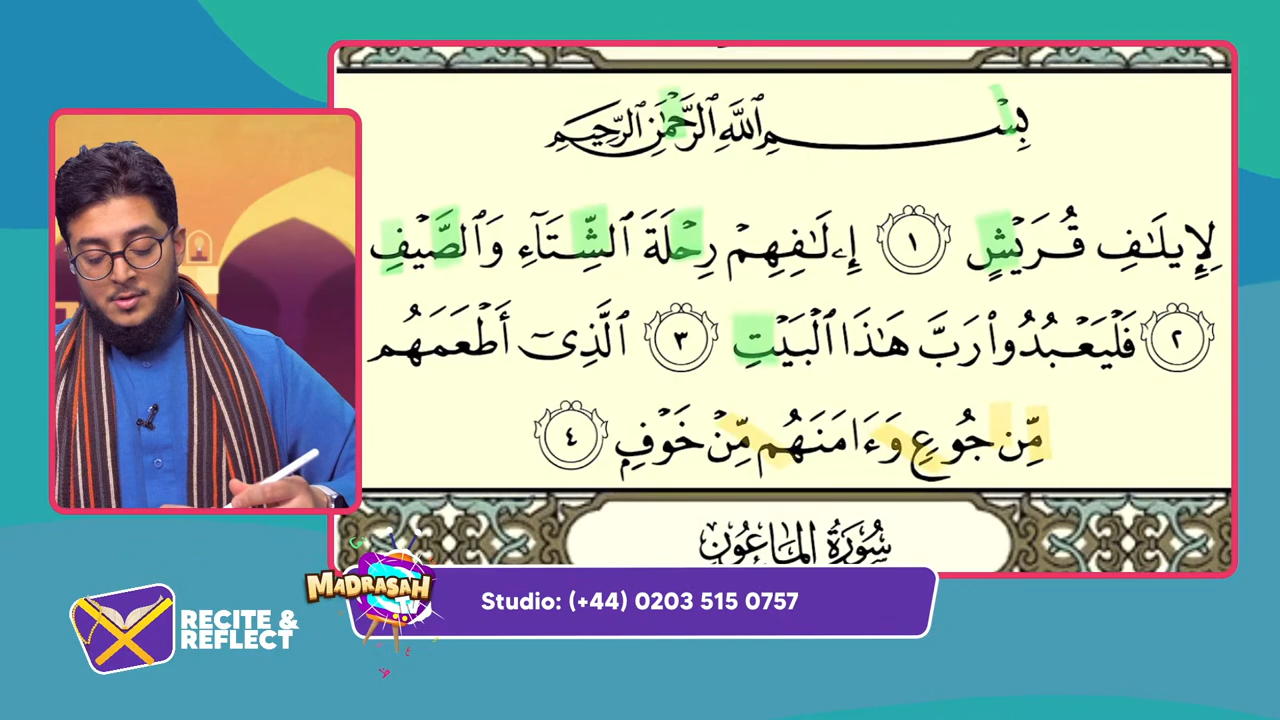 بِسْمِ ٱللَّهِ ٱلرَّحْمَٰنِ ٱلرَّحِيمِ
لِإِيلَٰفِ قُرَيْشٍ ١ إِۦلَٰفِهِمْ رِحْلَةَ ٱلشِّتَآءِ وَٱلصَّيْفِ
٢ فَلْيَعْبُدُوا۟ رَبَّ هَٰذَا ٱلْبَيْتِ ٣ ٱلَّذِىٓ أَطْعَمَهُم
مِّن جُوعٍ وَءَامَنَهُم مِّنْ خَوْفٍۭ ٤
سُورَةُ المَاعُونِ
MADRASAH TV
Studio: (+44) 0203 515 0757
RECITE &
REFLECT